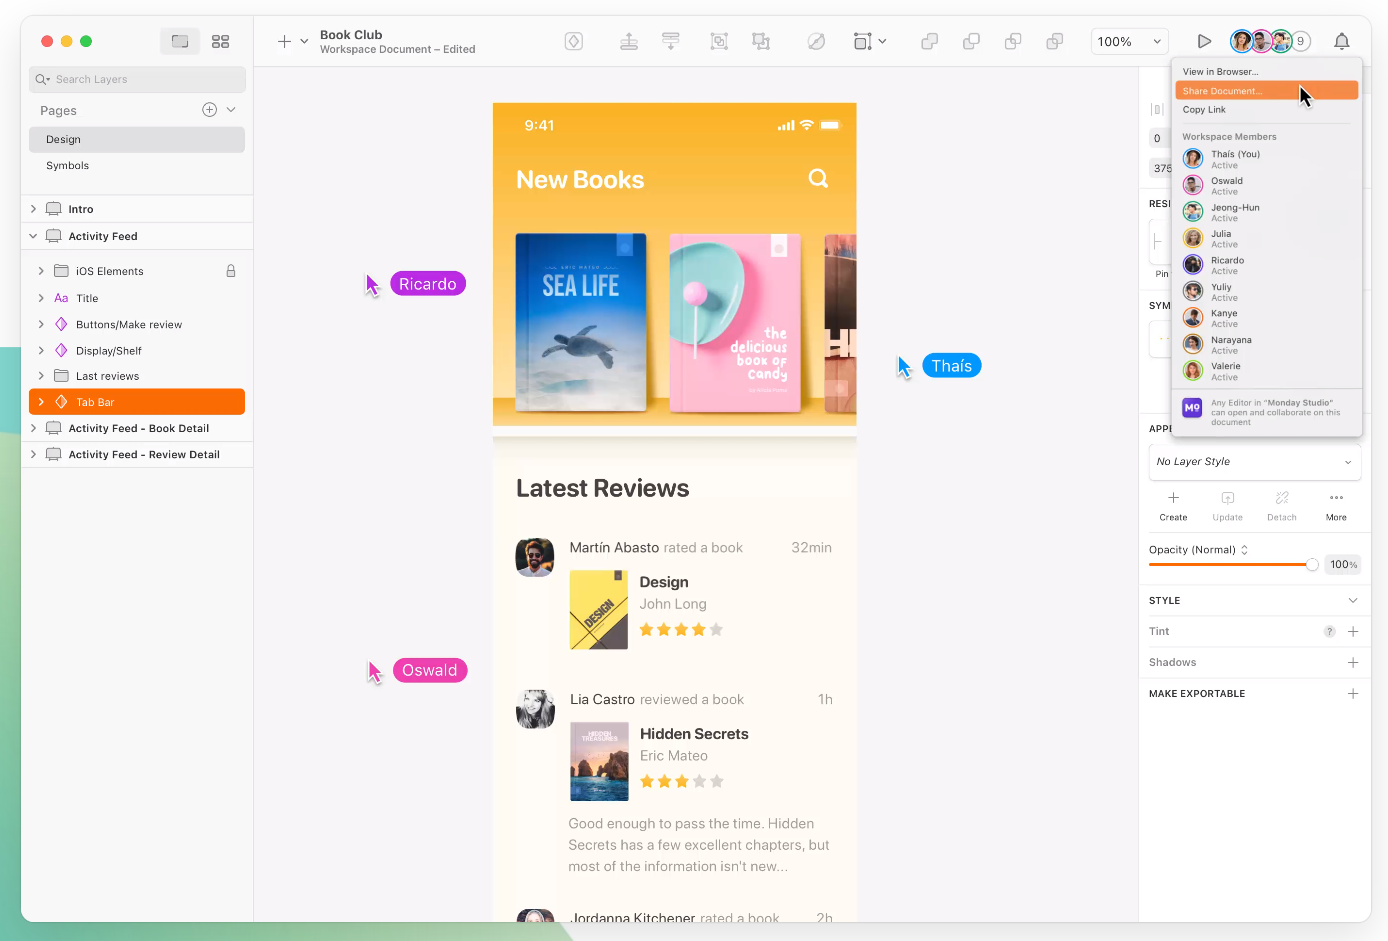 Book Club
Workspace Document – Edited
100%
9
Search Layers
Pages
Design
Symbols
Intro
Activity Feed
iOS Elements
Aa Title
Buttons/Make review
Display/Shelf
Last reviews
Tab Bar
Activity Feed - Book Detail
Activity Feed - Review Detail
Ricardo
Thaís
Oswald
9:41
New Books
ERIC MATEO
SEA LIFE
the
delicious
book of
candy
Latest Reviews
Martín Abasto rated a book 32min
DESIGN
Design
John Long
Lia Castro reviewed a book 1h
HIDDEN
TREASURES
Hidden Secrets
Eric Mateo
Good enough to pass the time. Hidden
Secrets has a few excellent chapters, but
most of the information isn't new...
Jordanna Kitchener rated a book 2h
View in Browser...
Share Document...
Copy Link
Workspace Members
Thaís (You)
Active
Oswald
Active
Jeong-Hun
Active
Julia
Active
Ricardo
Active
Yuliy
Active
Kanye
Active
Narayana
Active
Valerie
Active
Mo
Any Editor in “Monday Studio”
can open and collaborate on this
document
0
375
RESI
Pin
SYM
APPE
No Layer Style
Create
Update
Detach
More
Opacity (Normal)
100%
STYLE
Tint
?
Shadows
MAKE EXPORTABLE